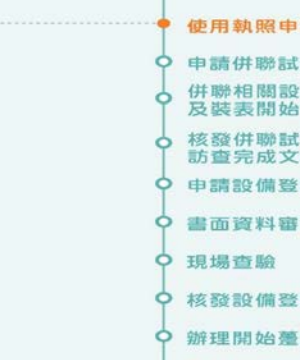 使用執照申
申請併聯試
併聯相關設
及裝表開始
核發併聯試
訪查完成文
申請設備登
書面資料審
現場查驗
核發設備登
辦理開始躉